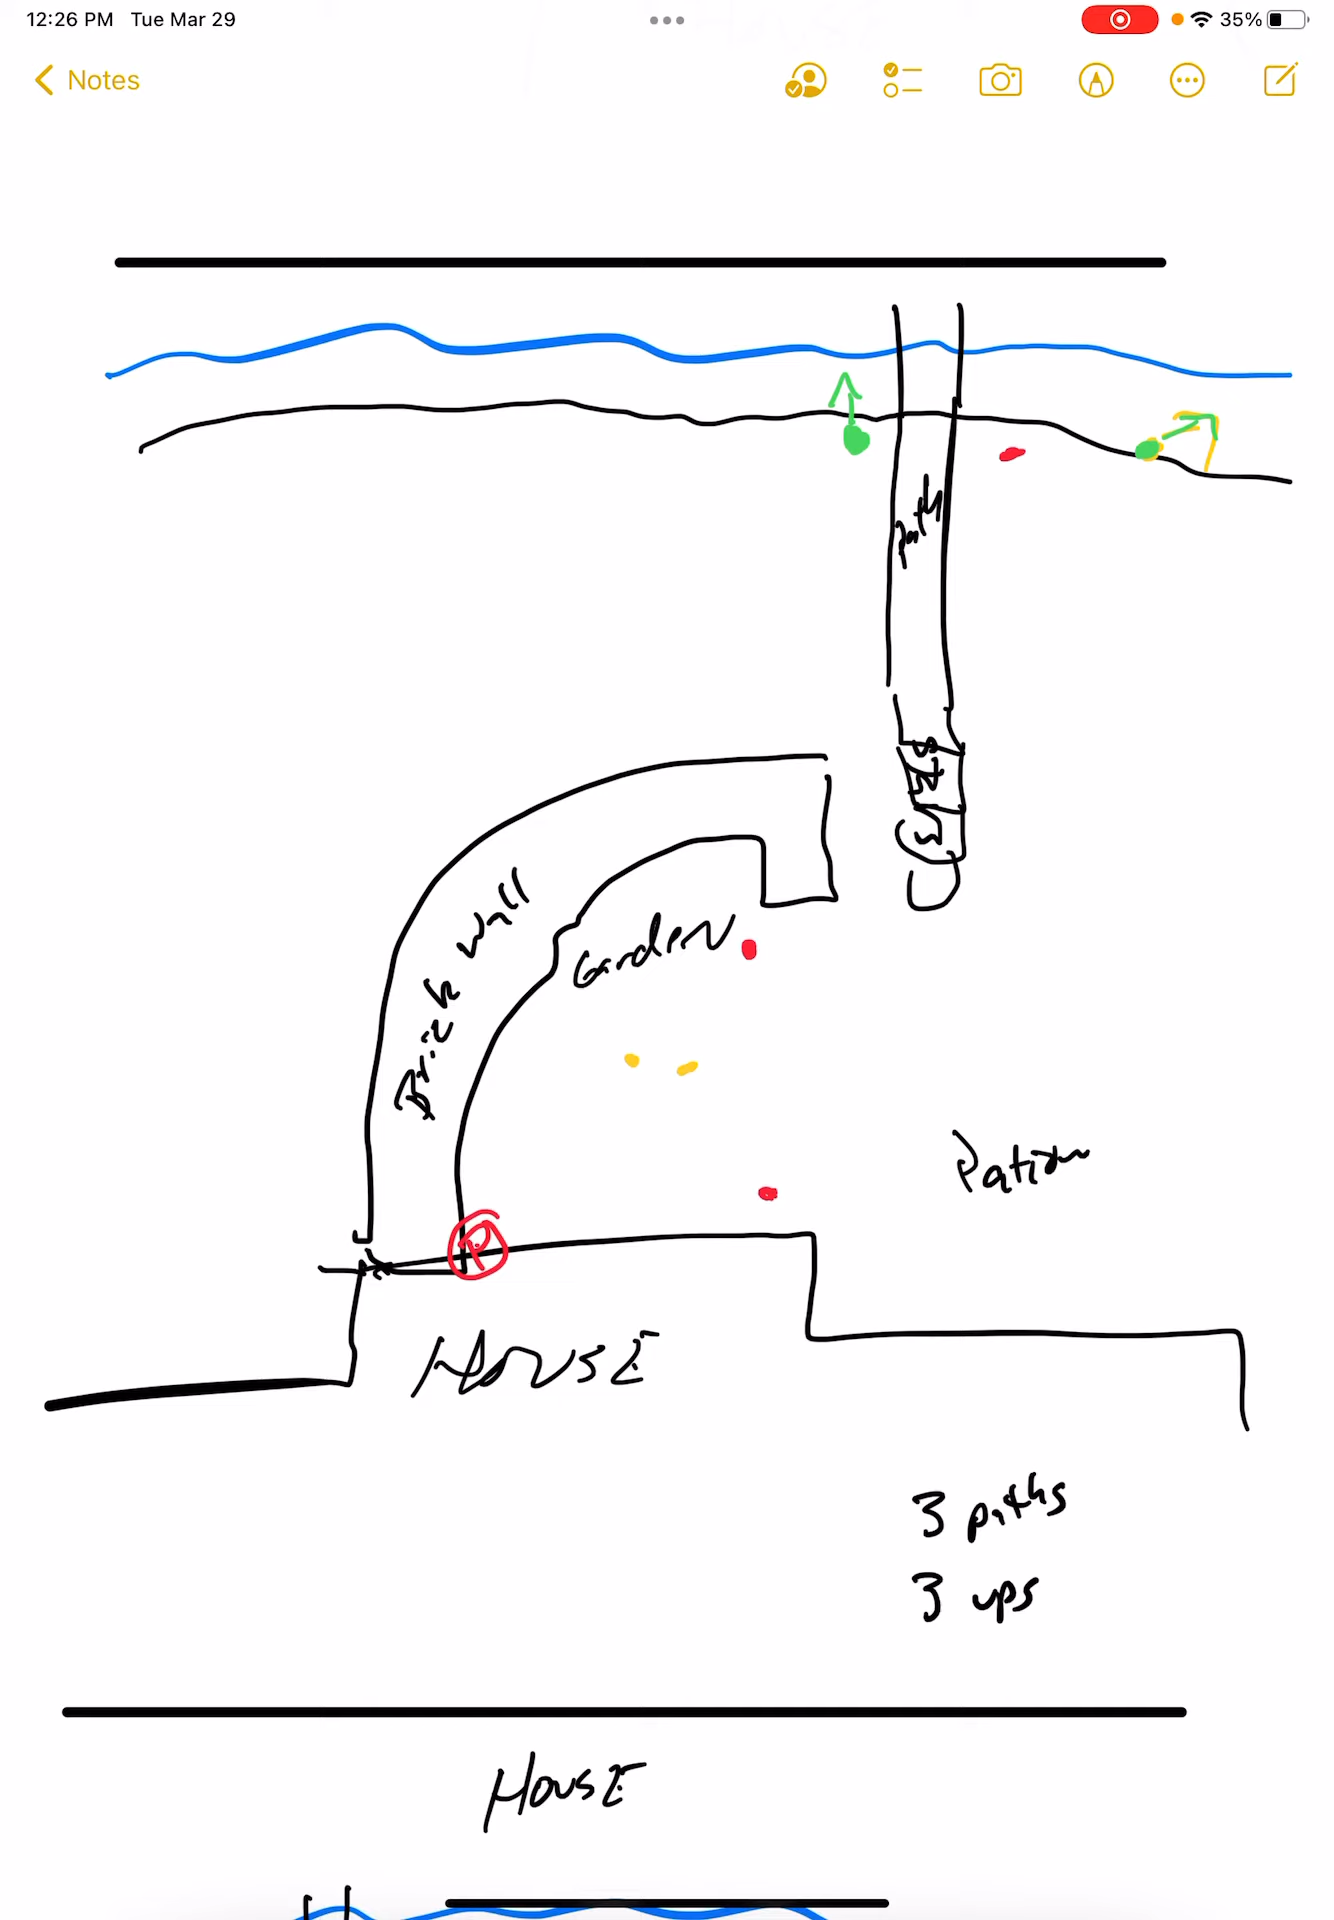 12:26 PM Tue Mar 29
35%
Notes
Path
Brick Wall
Garden
Patio
P
HOUSE
3 paths
3 ups
HOUSE